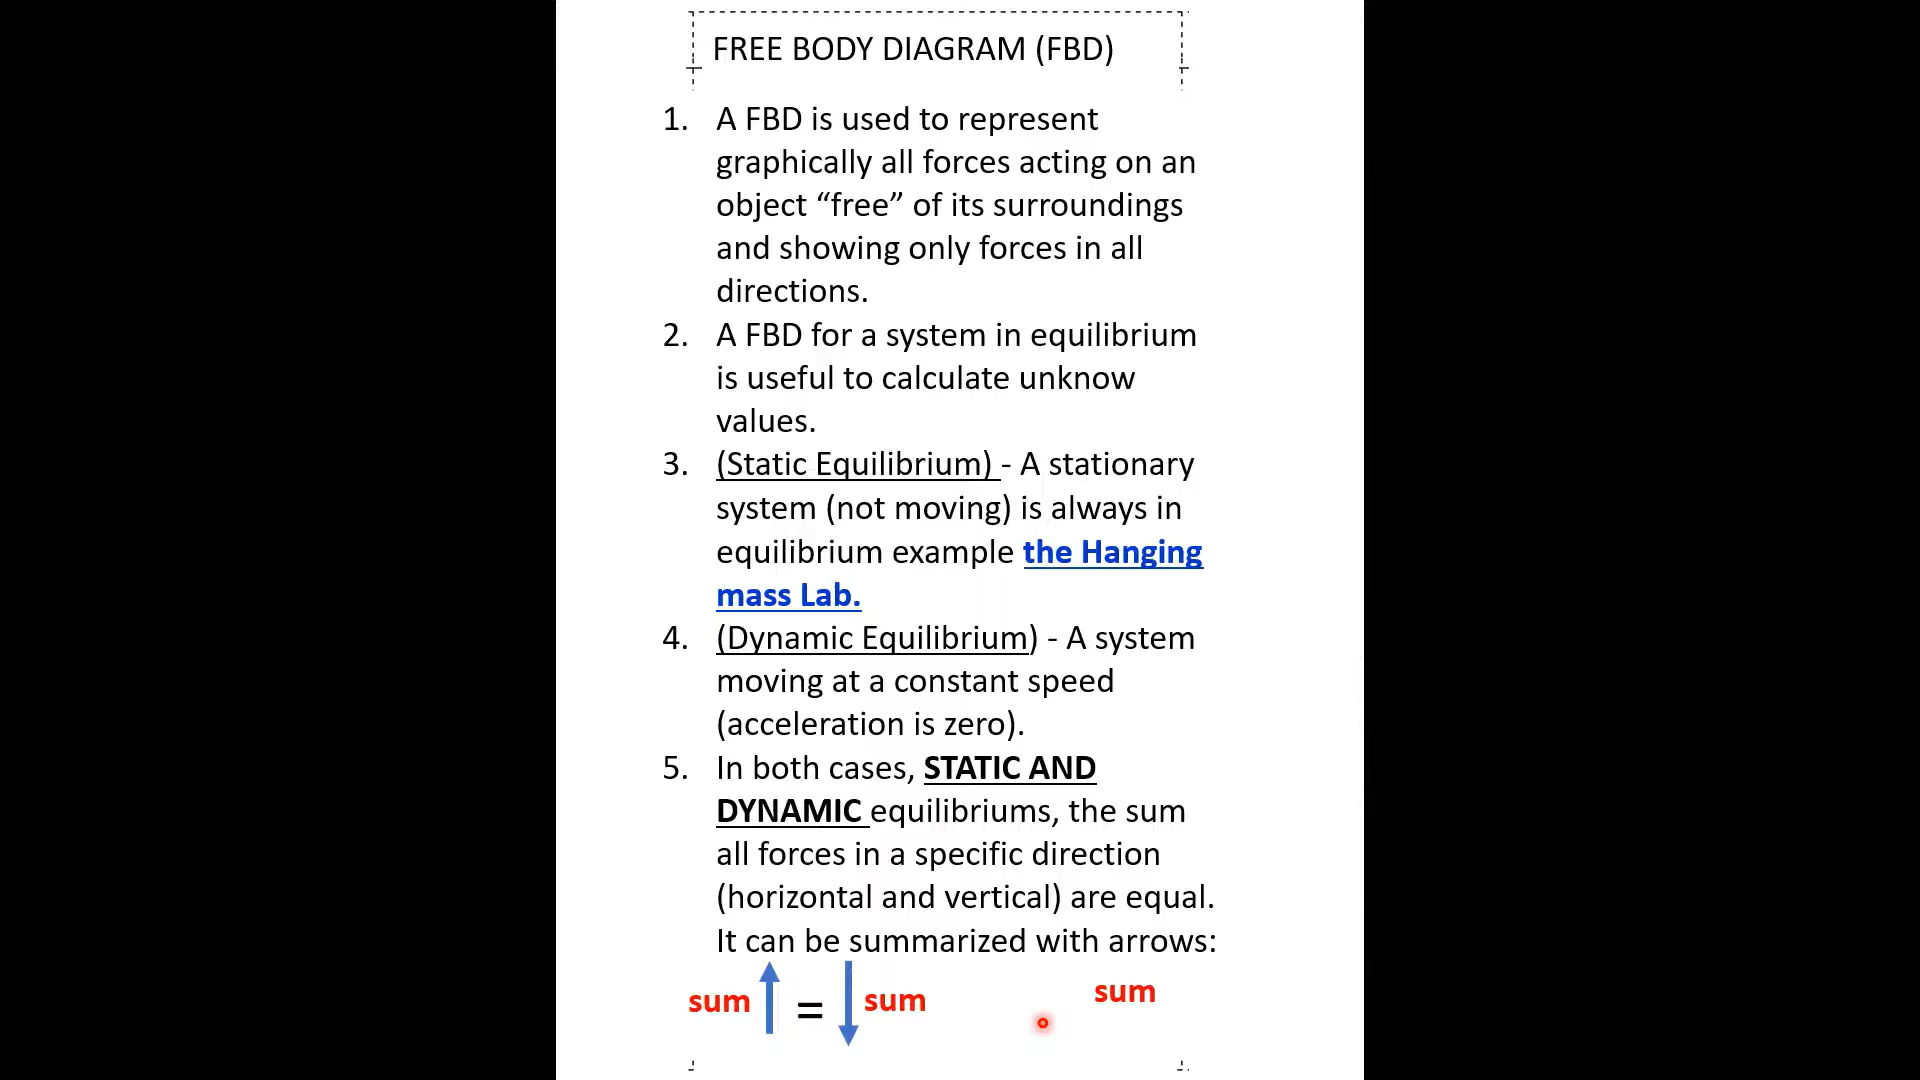 FREE BODY DIAGRAM (FBD)
1. A FBD is used to represent
graphically all forces acting on an
object “free” of its surroundings
and showing only forces in all
directions.
2. A FBD for a system in equilibrium
is useful to calculate unknow
values.
3. (Static Equilibrium) - A stationary
system (not moving) is always in
equilibrium example the Hanging
mass Lab.
4. (Dynamic Equilibrium) - A system
moving at a constant speed
(acceleration is zero).
5. In both cases, STATIC AND
DYNAMIC equilibriums, the sum
all forces in a specific direction
(horizontal and vertical) are equal.
It can be summarized with arrows:
sum = sum sum